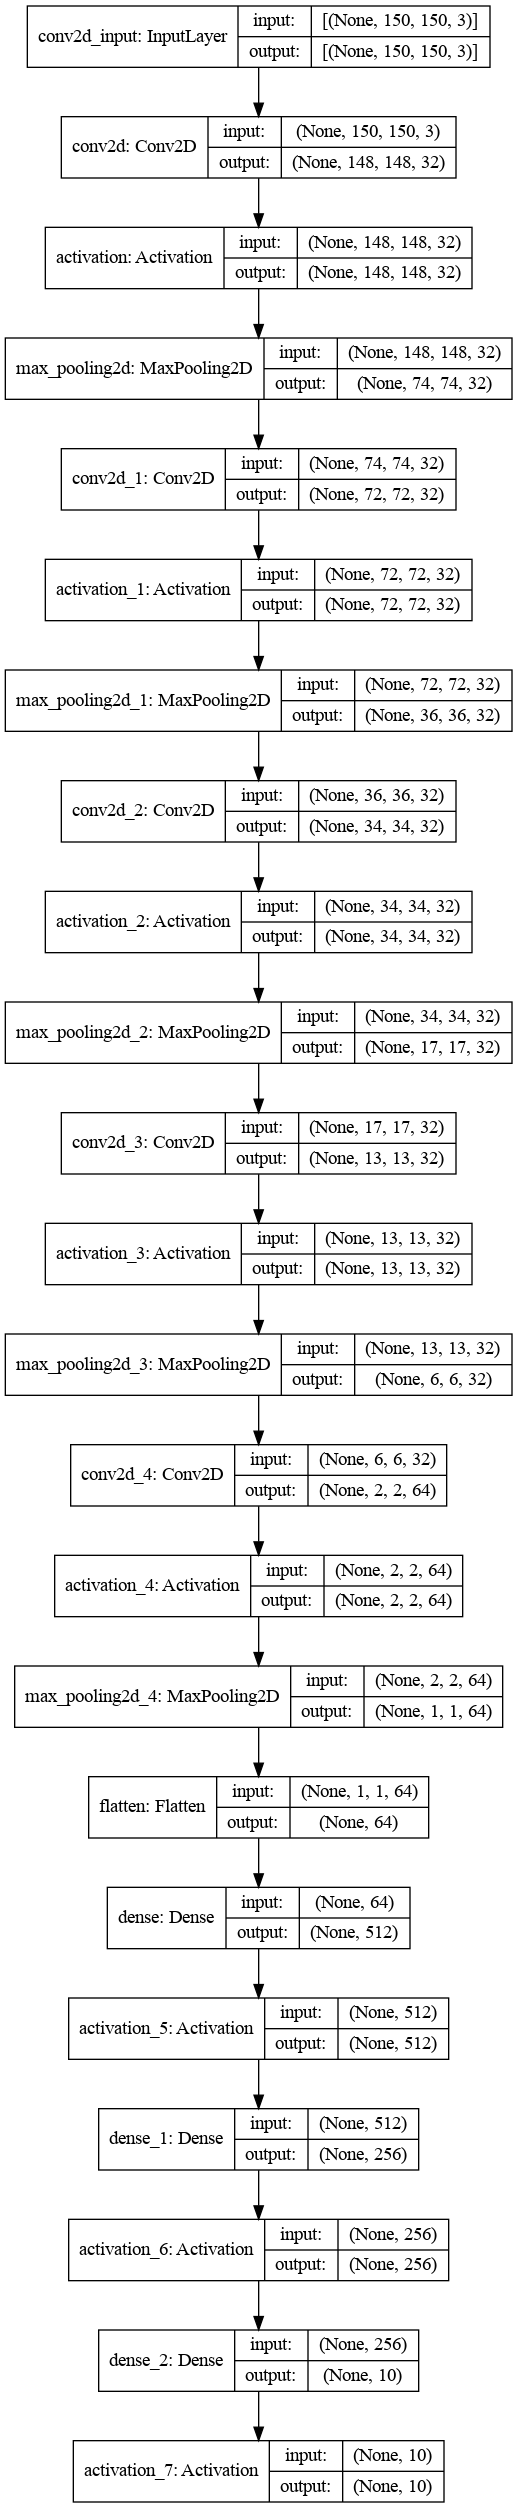 conv2d_input: InputLayer
input: [(None, 150, 150, 3)]
output: [(None, 150, 150, 3)]
conv2d: Conv2D
input: (None, 150, 150, 3)
output: (None, 148, 148, 32)
activation: Activation
input: (None, 148, 148, 32)
output: (None, 148, 148, 32)
max_pooling2d: MaxPooling2D
input: (None, 148, 148, 32)
output: (None, 74, 74, 32)
conv2d_1: Conv2D
input: (None, 74, 74, 32)
output: (None, 72, 72, 32)
activation_1: Activation
input: (None, 72, 72, 32)
output: (None, 72, 72, 32)
max_pooling2d_1: MaxPooling2D
input: (None, 72, 72, 32)
output: (None, 36, 36, 32)
conv2d_2: Conv2D
input: (None, 36, 36, 32)
output: (None, 34, 34, 32)
activation_2: Activation
input: (None, 34, 34, 32)
output: (None, 34, 34, 32)
max_pooling2d_2: MaxPooling2D
input: (None, 34, 34, 32)
output: (None, 17, 17, 32)
conv2d_3: Conv2D
input: (None, 17, 17, 32)
output: (None, 13, 13, 32)
activation_3: Activation
input: (None, 13, 13, 32)
output: (None, 13, 13, 32)
max_pooling2d_3: MaxPooling2D
input: (None, 13, 13, 32)
output: (None, 6, 6, 32)
conv2d_4: Conv2D
input: (None, 6, 6, 32)
output: (None, 2, 2, 64)
activation_4: Activation
input: (None, 2, 2, 64)
output: (None, 2, 2, 64)
max_pooling2d_4: MaxPooling2D
input: (None, 2, 2, 64)
output: (None, 1, 1, 64)
flatten: Flatten
input: (None, 1, 1, 64)
output: (None, 64)
dense: Dense
input: (None, 64)
output: (None, 512)
activation_5: Activation
input: (None, 512)
output: (None, 512)
dense_1: Dense
input: (None, 512)
output: (None, 256)
activation_6: Activation
input: (None, 256)
output: (None, 256)
dense_2: Dense
input: (None, 256)
output: (None, 10)
activation_7: Activation
input: (None, 10)
output: (None, 10)